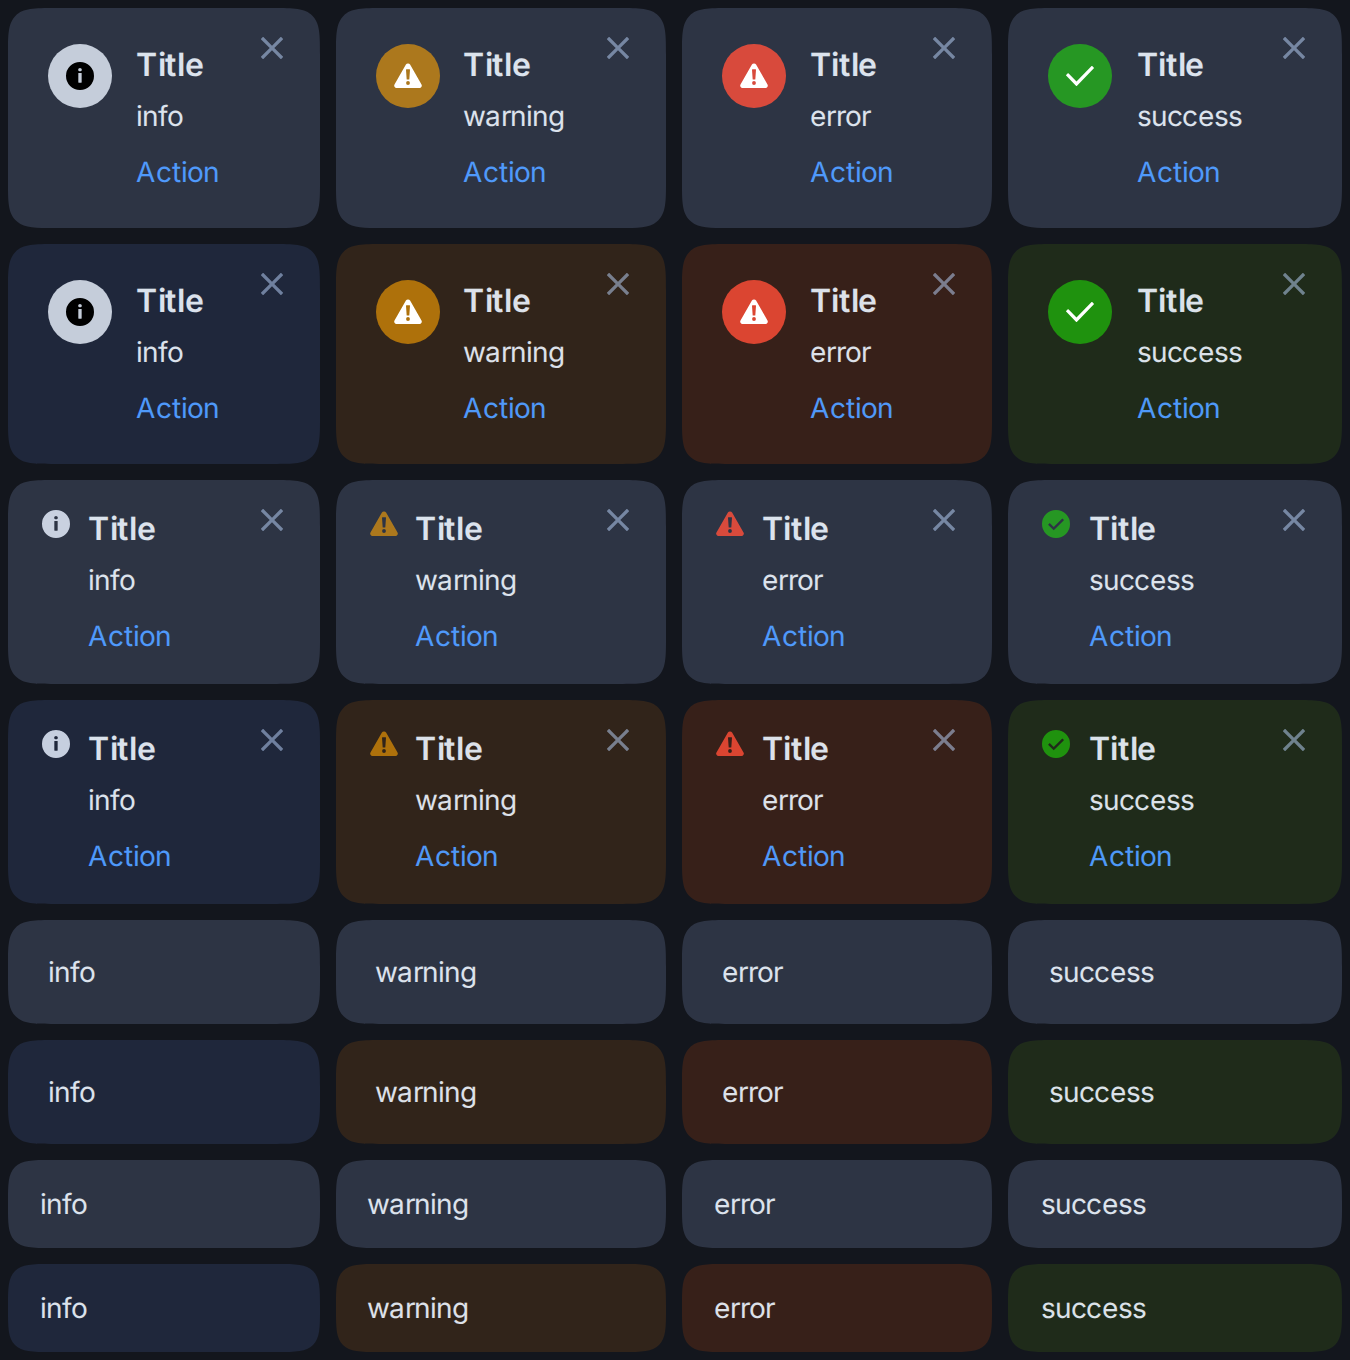 Title
info
Action
Title
warning
Action
Title
error
Action
Title
success
Action
Title
info
Action
Title
warning
Action
Title
error
Action
Title
success
Action
Title
info
Action
Title
warning
Action
Title
error
Action
Title
success
Action
Title
info
Action
Title
warning
Action
Title
error
Action
Title
success
Action
info
warning
error
success
info
warning
error
success
info
warning
error
success
info
warning
error
success